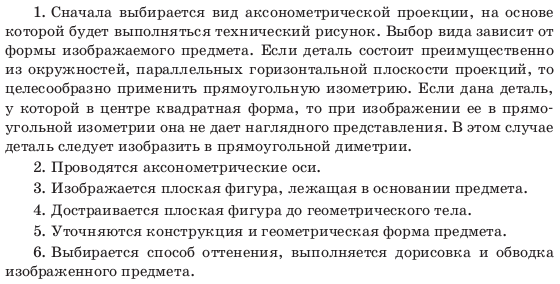 1. Сначала выбирается вид аксонометрической проекции, на основе
которой будет выполняться технический рисунок. Выбор вида зависит от
формы изображаемого предмета. Если деталь состоит преимущественно
из окружностей, параллельных горизонтальной плоскости проекций, то
целесообразно применить прямоугольную изометрию. Если дана деталь,
у которой в центре квадратная форма, то при изображении ее в прямо-
угольной изометрии она не дает наглядного представления. В этом случае
деталь следует изобразить в прямоугольной диметрии.
2. Проводятся аксонометрические оси.
3. Изображается плоская фигура, лежащая в основании предмета.
4. Достраивается плоская фигура до геометрического тела.
5. Уточняются конструкция и геометрическая форма предмета.
6. Выбирается способ оттенения, выполняется дорисовка и обводка
изображенного предмета.